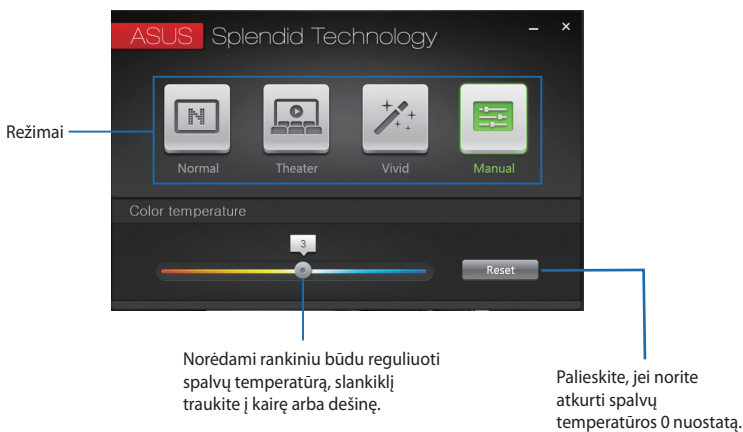 ASUS Splendid Technology
Režimai
Normal Theater Vivid Manual
Color temperature
3
Reset
Norėdami rankiniu būdu reguliuoti
spalvų temperatūrą, slankiklį
traukite į kairę arba dešinę.
Palieskite, jei norite
atkurti spalvų
temperatūros 0 nuostatą.